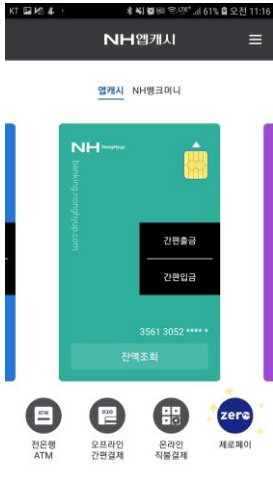 KT 61% 오전 11:16
NH앱캐시
앱캐시 NH뱅크머니
NH NongHyup
banking.nonghyup.com
간편출금
간편입금
3561 3052 **** *
잔액조회
ATM
zero
전은행 ATM
오프라인 간편결제
온라인 직불결제
제로페이